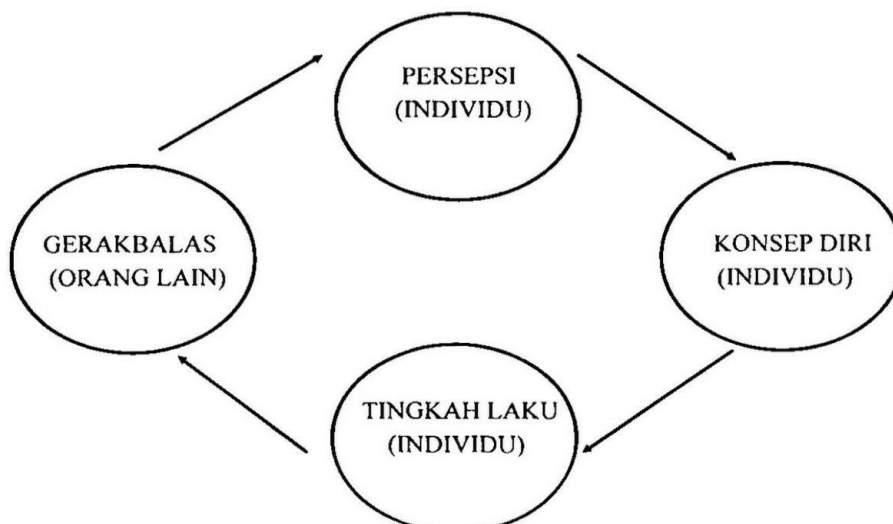 PERSEPSI
(INDIVIDU)
GERAKBALAS
(ORANG LAIN)
KONSEP DIRI
(INDIVIDU)
TINGKAH LAKU
(INDIVIDU)